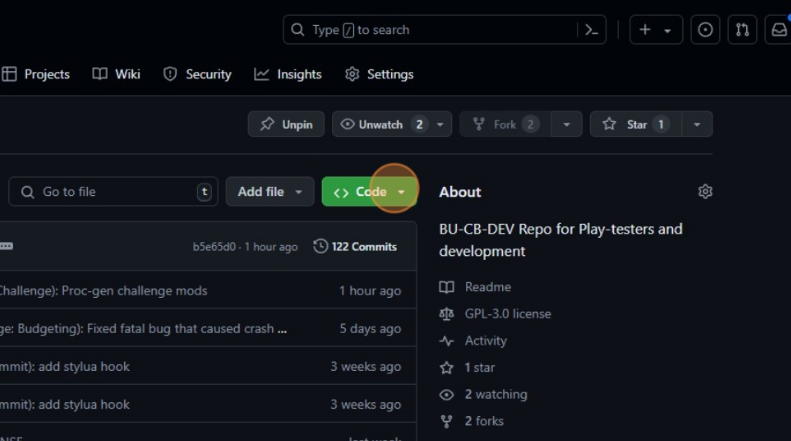 Type / to search
Projects Wiki Security Insights Settings
Unpin Unwatch 2 Fork 2 Star 1
Go to file t Add file <> Code
About
BU-CB-DEV Repo for Play-testers and
development
b5e65d0 · 1 hour ago 122 Commits
Challenge): Proc-gen challenge mods 1 hour ago
ge: Budgeting): Fixed fatal bug that caused crash ... 5 days ago
mmit): add stylua hook 3 weeks ago
mmit): add stylua hook 3 weeks ago
last week
Readme
GPL-3.0 license
Activity
1 star
2 watching
2 forks